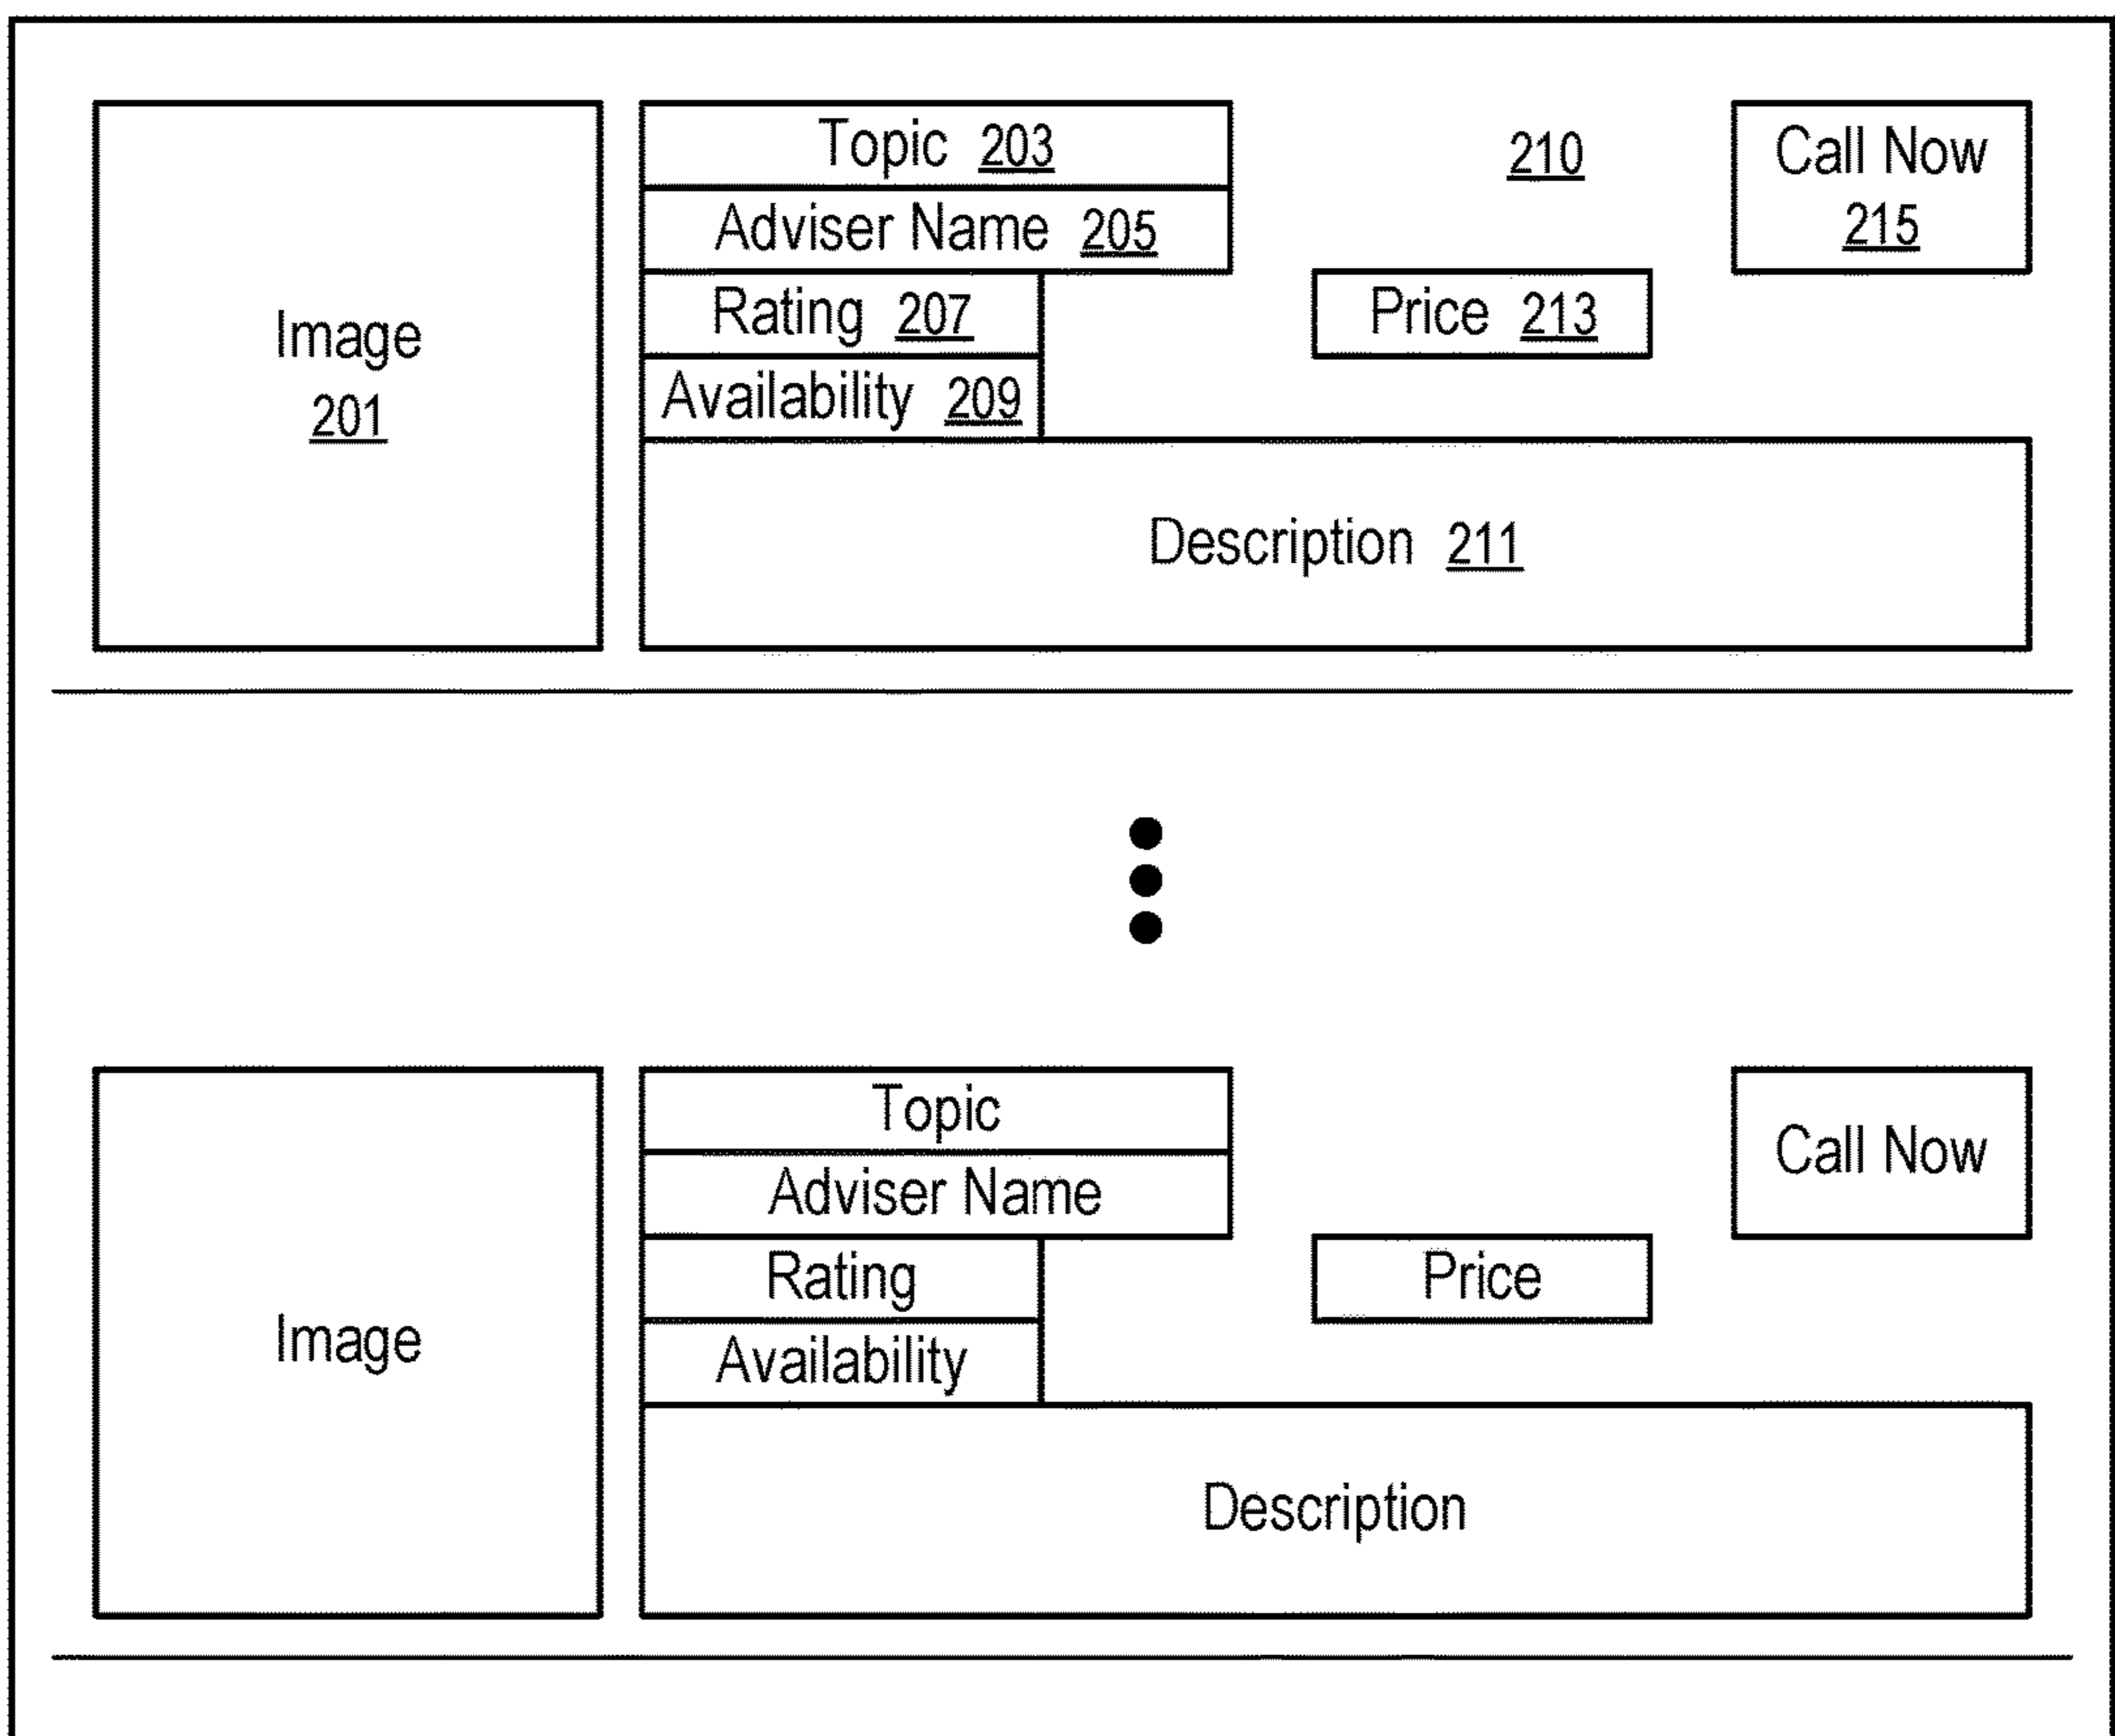 Image
201
Topic 203
Adviser Name 205
Rating 207
Availability 209
210
Price 213
Call Now
215
Description 211
Image
Topic
Adviser Name
Rating
Availability
Price
Call Now
Description